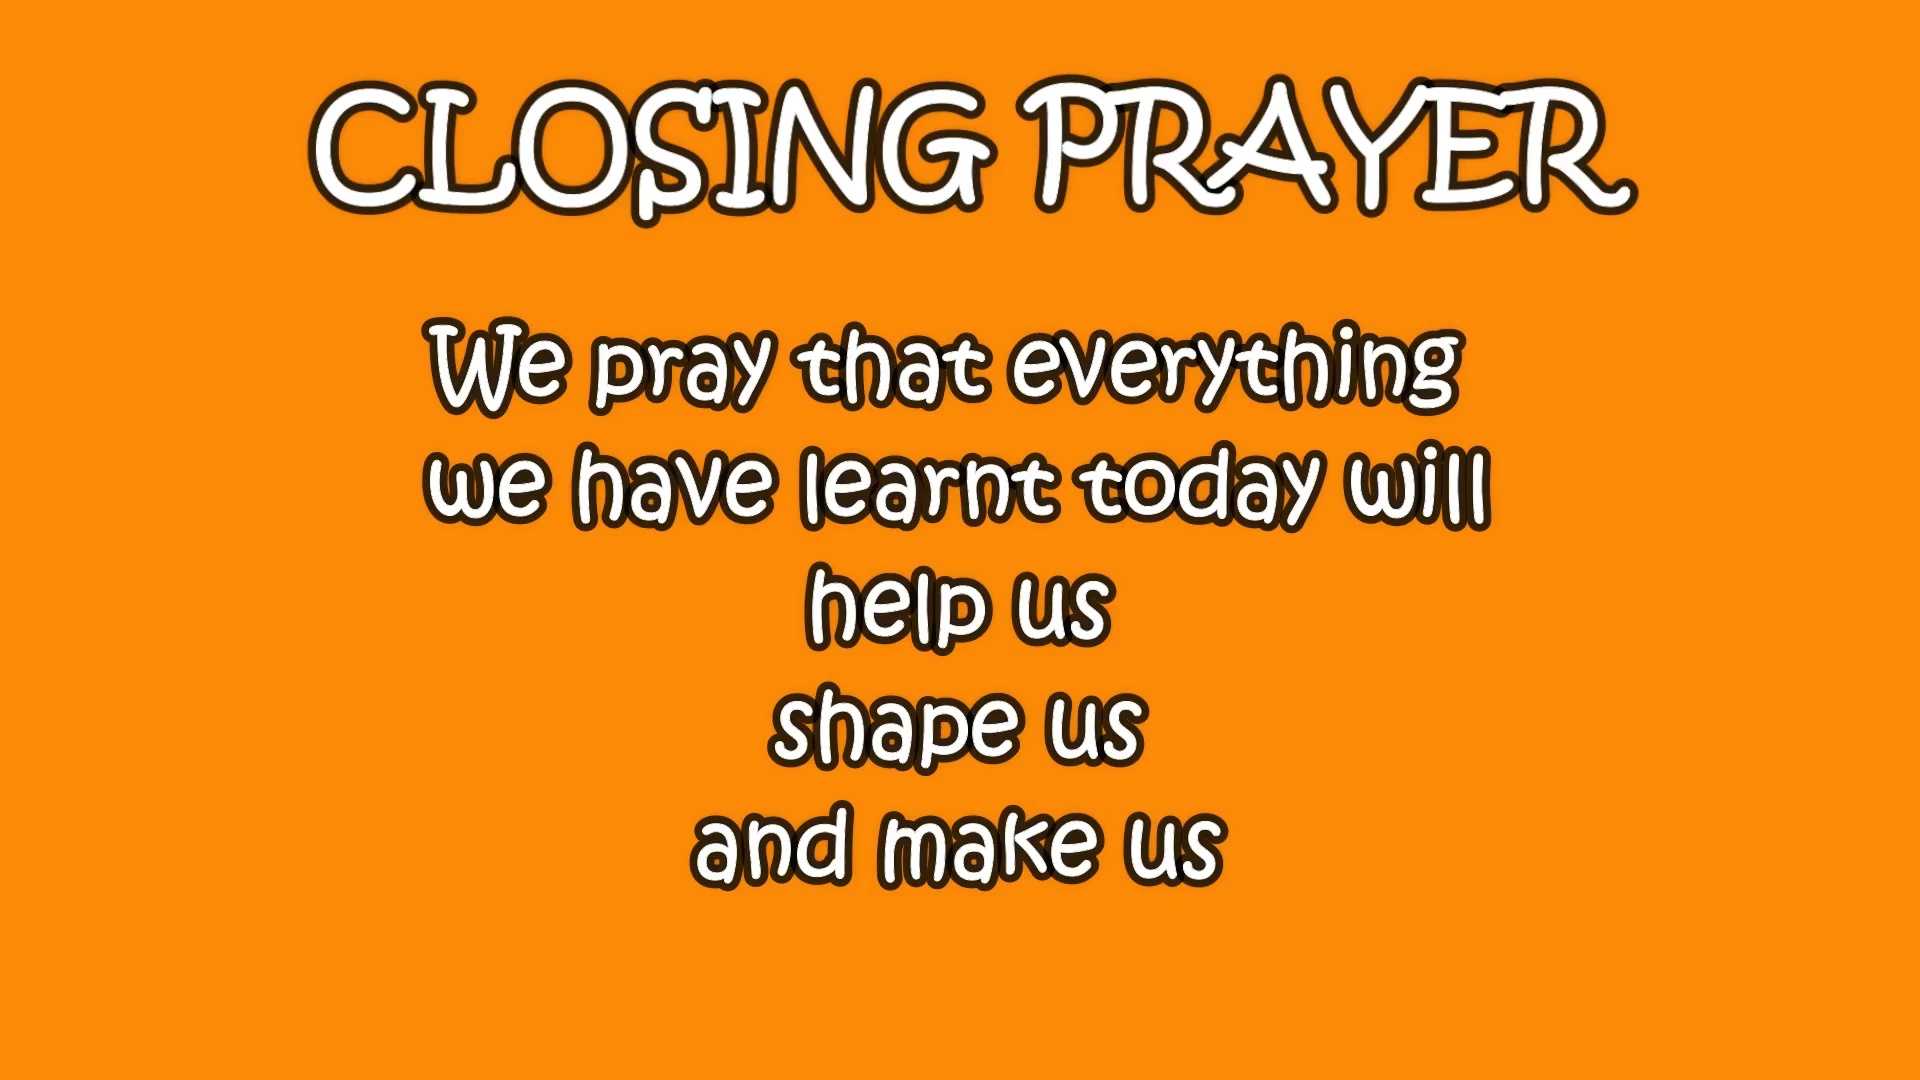 CLOSING PRAYER
We pray that everything
we have learnt today will
help us
shape us
and make us